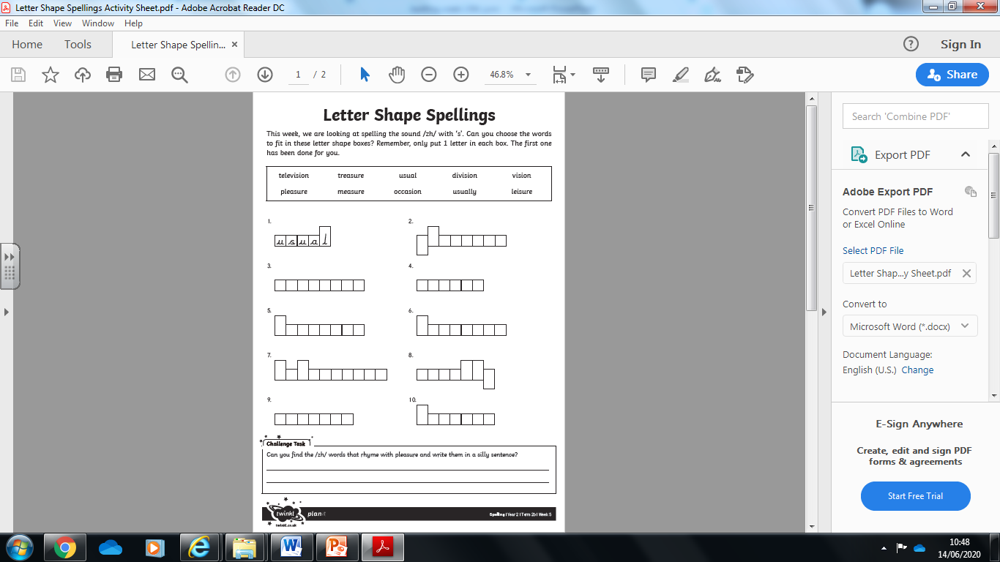 Letter Shape Spellings Activity Sheet.pdf - Adobe Acrobat Reader DC
File Edit View Window Help
Home Tools Letter Shape Spellin... × ? Sign In
1 / 2 46.8% Share
Letter Shape Spellings
This week, we are looking at spelling the sound /zh/ with ‘s’. Can you choose the words
to fit in these letter shape boxes? Remember, only put 1 letter in each box. The first one
has been done for you.
television treasure usual division vision
pleasure measure occasion usually leisure
1. 2.
usual
3. 4.
5. 6.
7. 8.
9. 10.
Challenge Task
Can you find the /zh/ words that rhyme with pleasure and write them in a silly sentence?
twinkl planit
twinkl.co.uk
Spelling | Year 2 | Term 2b | Week 5
Search 'Combine PDF'
Export PDF
Adobe Export PDF
Convert PDF Files to Word
or Excel Online
Select PDF File
Letter Shap...y Sheet.pdf
Convert to
Microsoft Word (*.docx)
Document Language:
English (U.S.) Change
E-Sign Anywhere
Create, edit and sign PDF
forms & agreements
Start Free Trial
10:48
14/06/2020